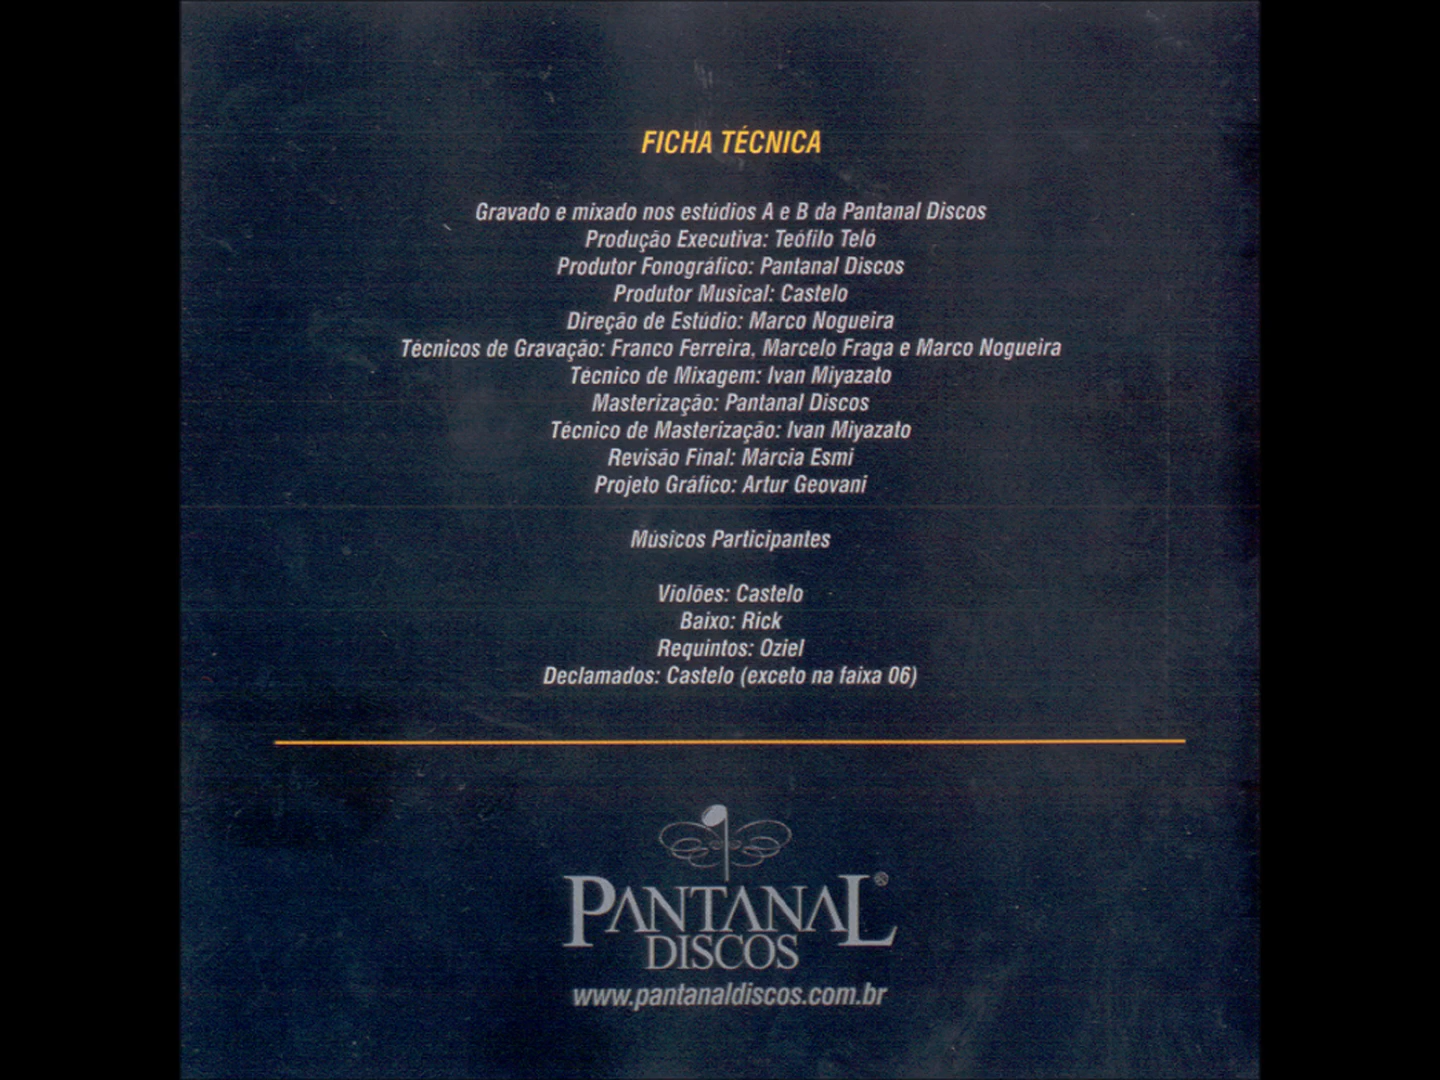 FICHA TÉCNICA
Gravado e mixado nos estúdios A e B da Pantanal Discos
Produção Executiva: Teófilo Teló
Produtor Fonográfico: Pantanal Discos
Produtor Musical: Castelo
Direção de Estúdio: Marco Nogueira
Técnicos de Gravação: Franco Ferreira, Marcelo Fraga e Marco Nogueira
Técnico de Mixagem: Ivan Miyazato
Masterização: Pantanal Discos
Técnico de Masterização: Ivan Miyazato
Revisão Final: Márcia Esmi
Projeto Gráfico: Artur Geovani
Músicos Participantes
Violões: Castelo
Baixo: Rick
Requintos: Oziel
Declamados: Castelo (exceto na faixa 06)
PANTANAL®
DISCOS
www.pantanaldiscos.com.br